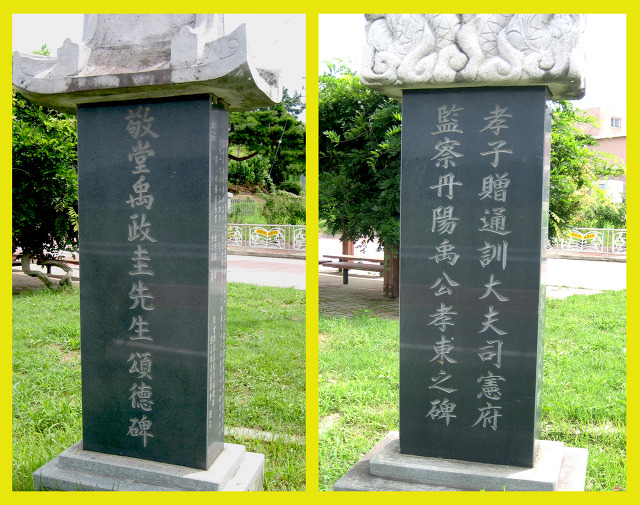 敬堂禹政圭先生頌德碑
孝子贈通訓大夫司憲府
監察丹陽禹公孝東之碑